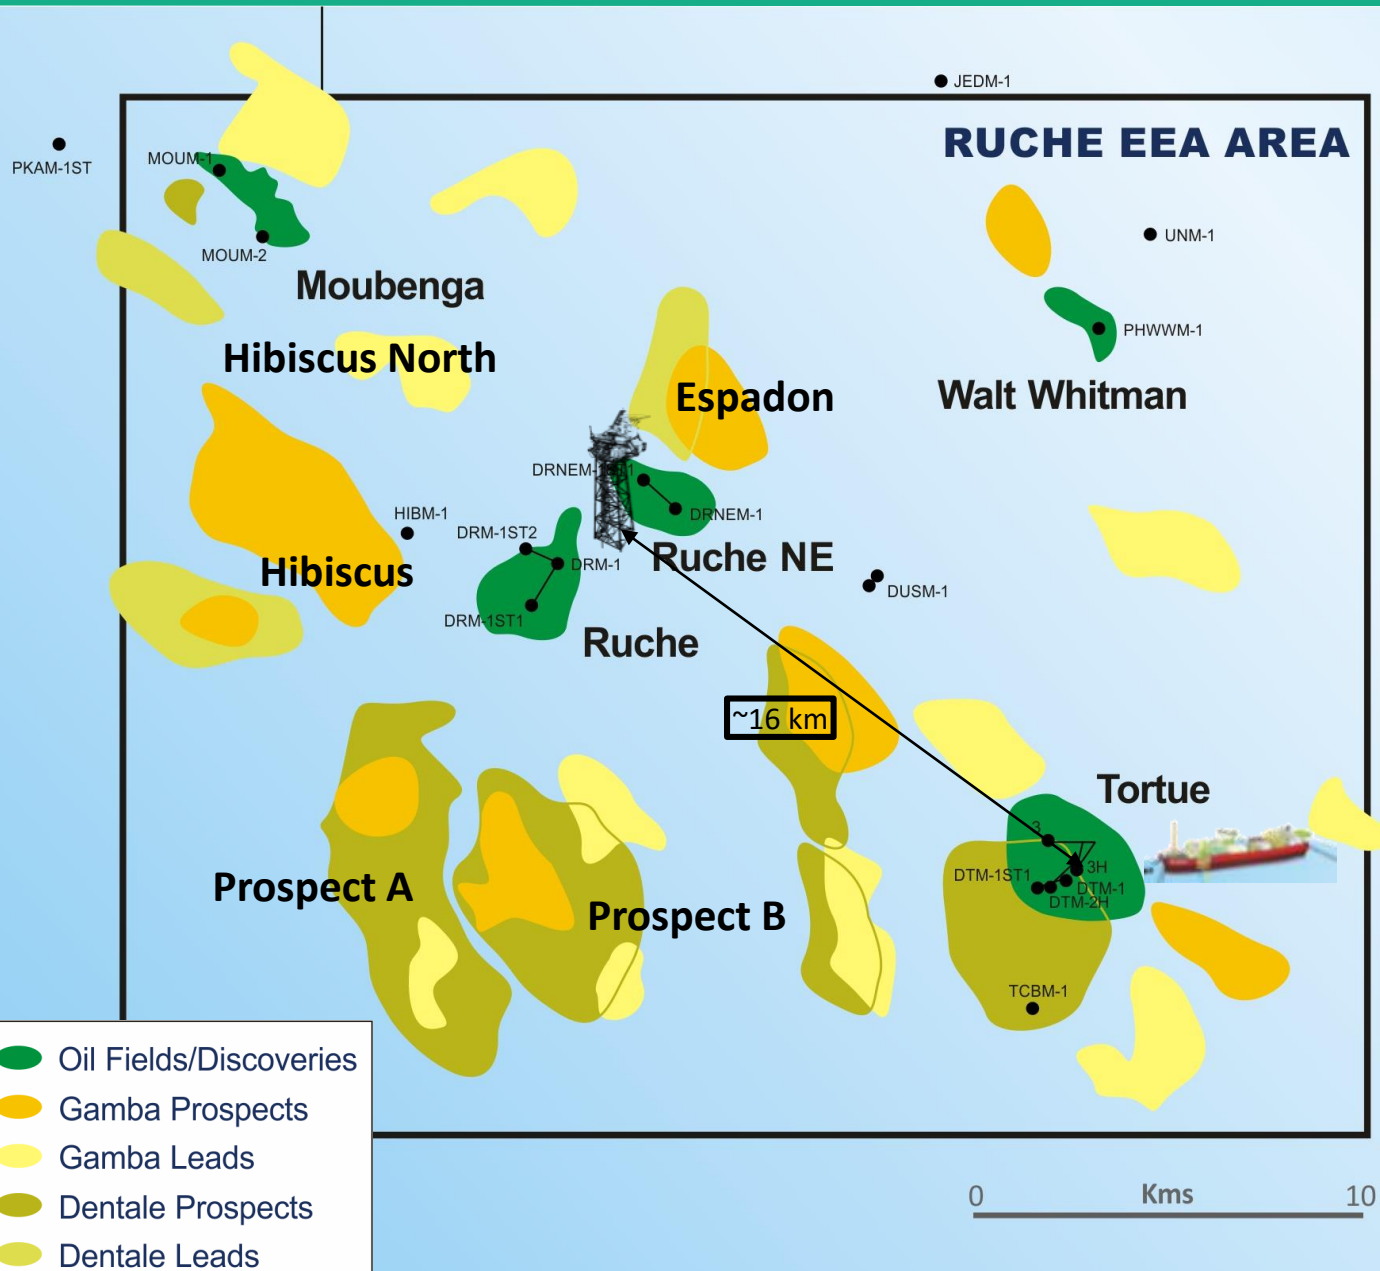 JEDM-1
RUCHE EEA AREA
PKAM-1ST
MOUM-1
MOUM-2
UNM-1
Moubenga
PHWWM-1
Hibiscus North
Espadon
Walt Whitman
DRNEM-1ST1
HIBM-1
DRNEM-1
DRM-1ST2
Ruche NE
Hibiscus
DRM-1
DUSM-1
DRM-1ST1
Ruche
~16 km
Tortue
3
3H
DTM-1ST1
DTM-1
DTM-2H
Prospect A
Prospect B
TCBM-1
Oil Fields/Discoveries
Gamba Prospects
Gamba Leads
Dentale Prospects
Dentale Leads
0 Kms 10